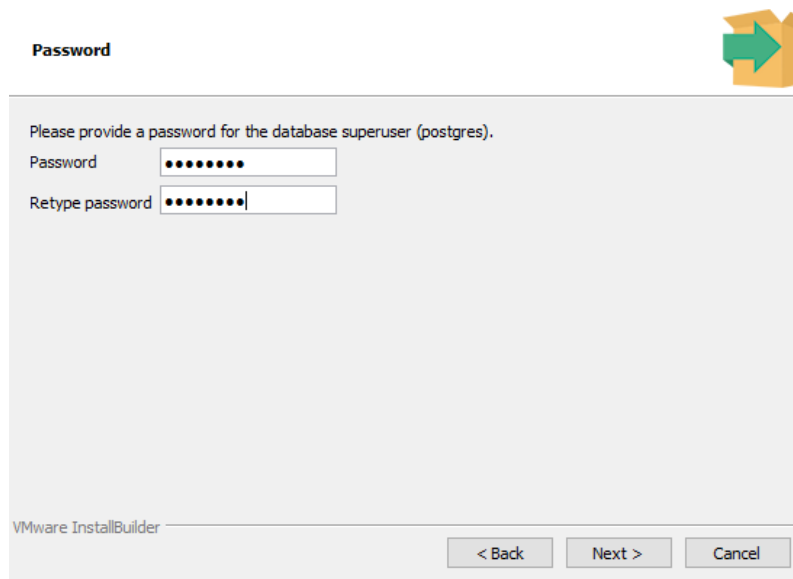 Password
Please provide a password for the database superuser (postgres).
Password ●●●●●●●●
Retype password ●●●●●●●●
VMware InstallBuilder
< Back Next > Cancel